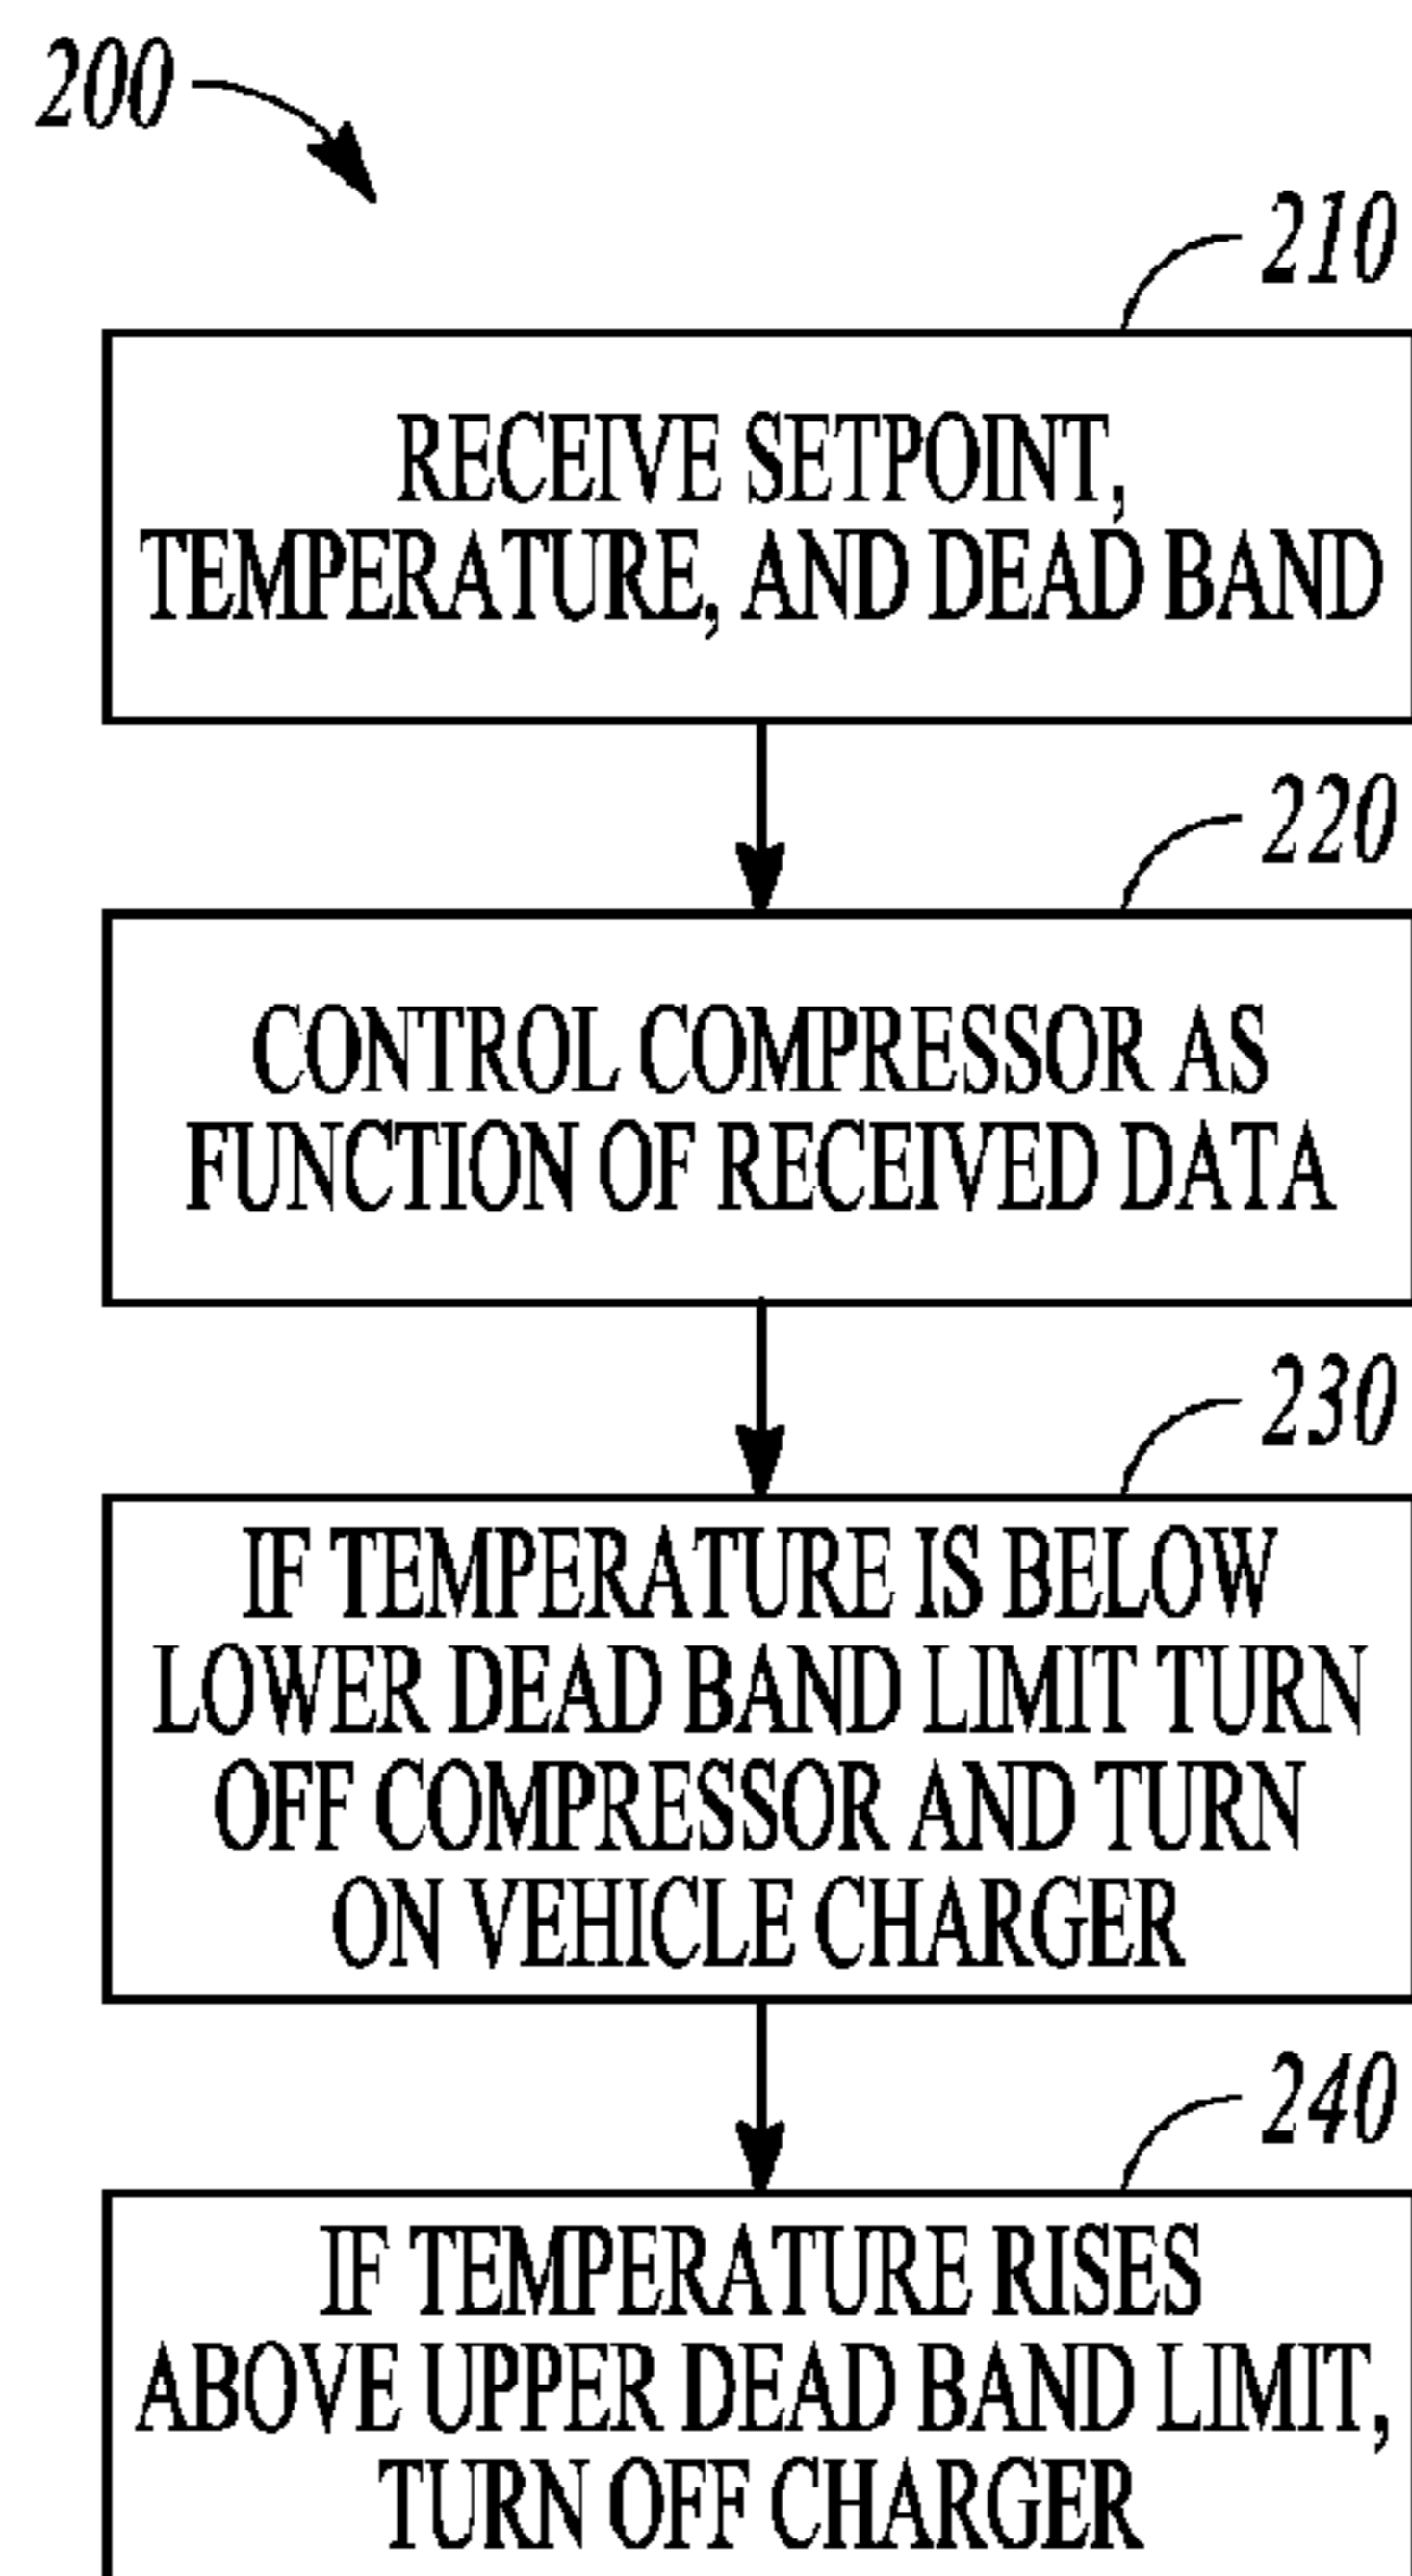 200
210
RECEIVE SETPOINT,
TEMPERATURE, AND DEAD BAND
220
CONTROL COMPRESSOR AS
FUNCTION OF RECEIVED DATA
230
IF TEMPERATURE IS BELOW
LOWER DEAD BAND LIMIT TURN
OFF COMPRESSOR AND TURN
ON VEHICLE CHARGER
240
IF TEMPERATURE RISES
ABOVE UPPER DEAD BAND LIMIT,
TURN OFF CHARGER